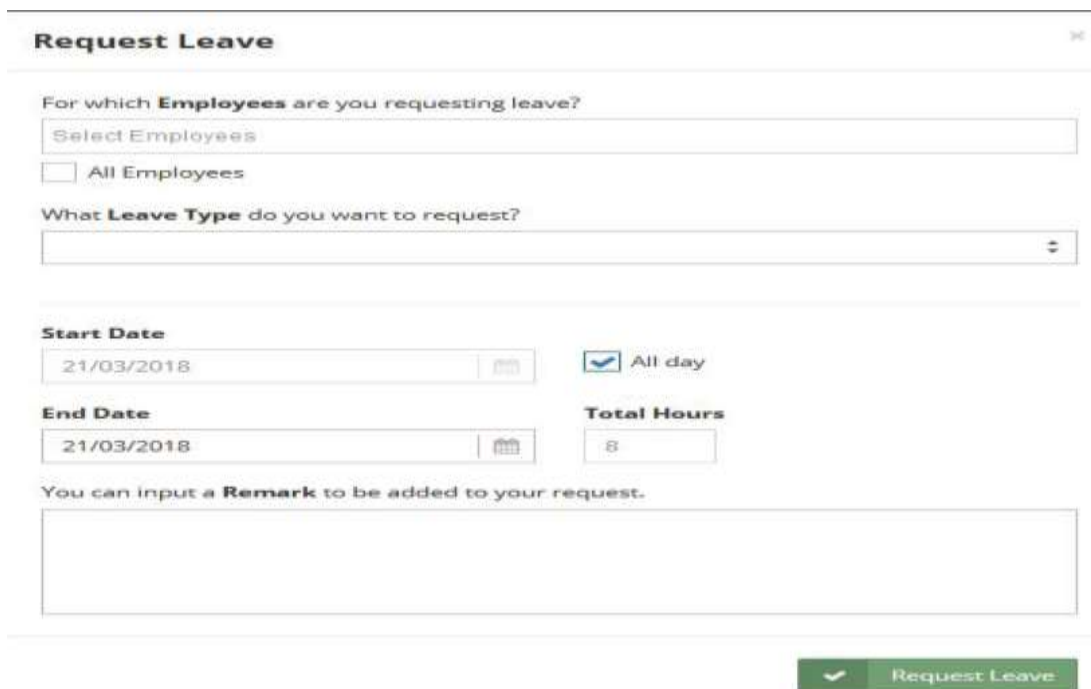 Request Leave
For which Employees are you requesting leave?
Select Employees
All Employees
What Leave Type do you want to request?
Start Date
21/03/2018
All day
End Date
Total Hours
21/03/2018
8
You can input a Remark to be added to your request.
Request Leave